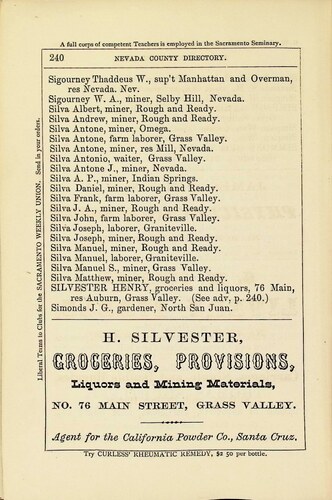 A full corps of competent Teachers is employed in the Sacramento Seminary.
240 NEVADA COUNTY DIRECTORY.
Sigourney Thaddeus W., sup't Manhattan and Overman,
res Nevada. Nev.
Sigourney W. A., miner, Selby Hill, Nevada.
Silva Albert, miner, Rough and Ready.
Silva Andrew, miner, Rough and Ready.
Silva Antone, miner, Omega.
Silva Antone, farm laborer, Grass Valley.
Silva Antone, miner, res Mill, Nevada.
Silva Antonio, waiter, Grass Valley.
Silva Antone J., miner, Nevada.
Silva A. P., miner, Indian Springs.
Silva Daniel, miner, Rough and Ready.
Silva Frank, farm laborer, Grass Valley.
Silva J. A., miner, Rough and Ready.
Silva John, farm laborer, Grass Valley.
Silva Joseph, laborer, Graniteville.
Silva Joseph, miner, Rough and Ready.
Silva Manuel, miner, Rough and Ready.
Silva Manuel, laborer, Graniteville.
Silva Manuel S., miner, Grass Valley.
Silva Matthew, miner, Rough and Ready.
SILVESTER HENRY, groceries and liquors, 76 Main,
res Auburn, Grass Valley. (See adv, p. 240.)
Simonds J. G., gardener, North San Juan.
H. SILVESTER,
GROCERIES, PROVISIONS,
Liquors and Mining Materials,
NO. 76 MAIN STREET, GRASS VALLEY.
Agent for the California Powder Co., Santa Cruz.
Try CURLESS' RHEUMATIC REMEDY, $2 50 per bottle.
Liberal Terms to Clubs for the SACRAMENTO WEEKLY UNION. Send in your orders.